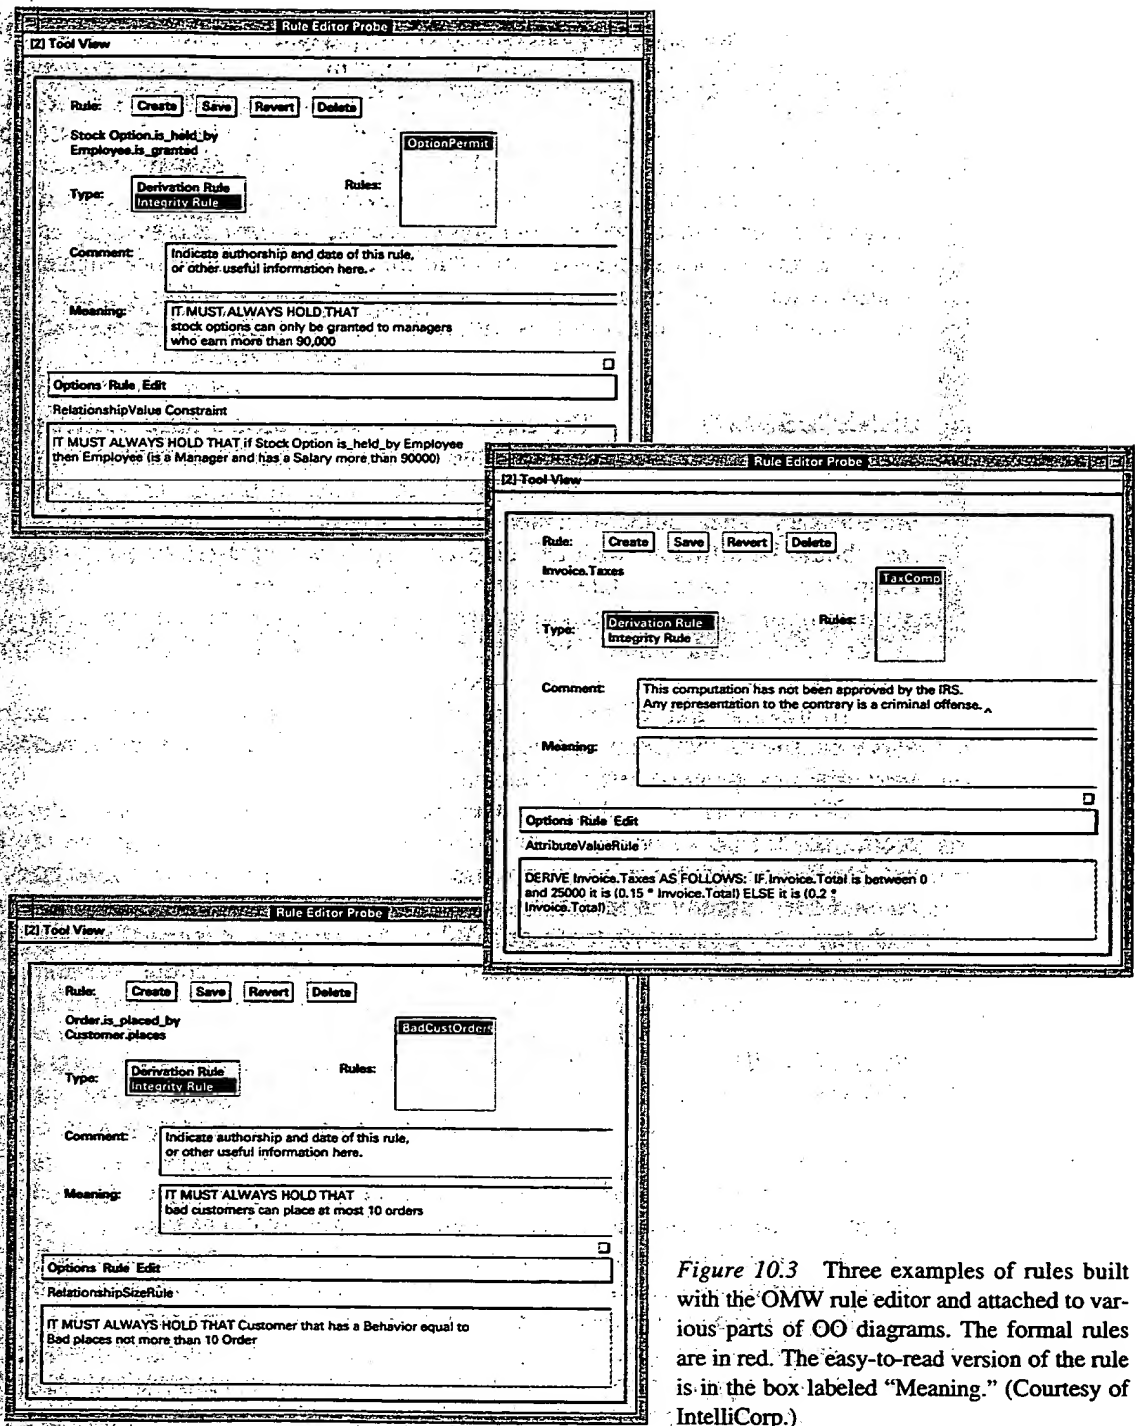 Rule Editor Probe
[2] Tool View
Rule: Create Save Revert Delete
Stock Option.is_held_by
Employee.is_granted
OptionPermit
Type: Derivation Rule
Integrity Rule
Rules:
Comment: Indicate authorship and date of this rule,
or other useful information here.
Meaning: IT MUST ALWAYS HOLD THAT
stock options can only be granted to managers
who earn more than 90,000
Options Rule Edit
RelationshipValue Constraint
IT MUST ALWAYS HOLD THAT if Stock Option is_held_by Employee
then Employee (is a Manager and has a Salary more than 90000)
Rule Editor Probe
[2] Tool View
Rule: Create Save Revert Delete
Invoice.Taxes
TaxComp
Type: Derivation Rule
Integrity Rule
Rules:
Comment: This computation has not been approved by the IRS.
Any representation to the contrary is a criminal offense.
Meaning:
Options Rule Edit
AttributeValueRule
DERIVE Invoice.Taxes AS FOLLOWS: IF Invoice.Total is between 0
and 25000 it is (0.15 * Invoice.Total) ELSE it is (0.2 *
Invoice.Total)
Rule Editor Probe
[2] Tool View
Rule: Create Save Revert Delete
Order.is_placed_by
Customer.places
BadCustOrders
Type: Derivation Rule
Integrity Rule
Rules:
Comment: Indicate authorship and date of this rule,
or other useful information here.
Meaning: IT MUST ALWAYS HOLD THAT
bad customers can place at most 10 orders
Options Rule Edit
RelationshipSizeRule
IT MUST ALWAYS HOLD THAT Customer that has a Behavior equal to
Bad places not more than 10 Order
Figure 10.3 Three examples of rules built
with the OMW rule editor and attached to var-
ious parts of OO diagrams. The formal rules
are in red. The easy-to-read version of the rule
is in the box labeled “Meaning.” (Courtesy of
IntelliCorp.)